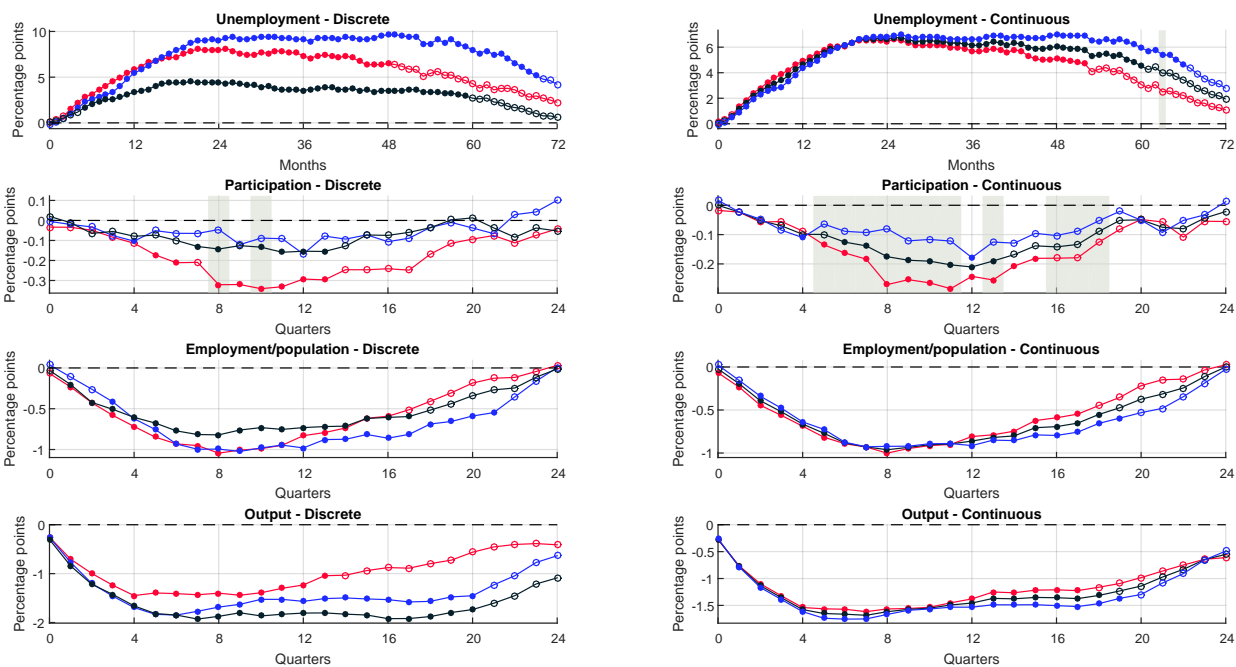 Unemployment - Discrete
Percentage points
10
5
0
0 12 24 36 48 60 72
Months
Unemployment - Continuous
Percentage points
6
4
2
0
0 12 24 36 48 60 72
Months
Participation - Discrete
Percentage points
0.1
0
-0.1
-0.2
-0.3
0 4 8 12 16 20 24
Quarters
Participation - Continuous
Percentage points
0
-0.1
-0.2
0 4 8 12 16 20 24
Quarters
Employment/population - Discrete
Percentage points
0
-0.5
-1
0 4 8 12 16 20 24
Quarters
Employment/population - Continuous
Percentage points
0
-0.5
-1
0 4 8 12 16 20 24
Quarters
Output - Discrete
Percentage points
0
-1
-2
0 4 8 12 16 20 24
Quarters
Output - Continuous
Percentage points
0
-0.5
-1
-1.5
0 4 8 12 16 20 24
Quarters